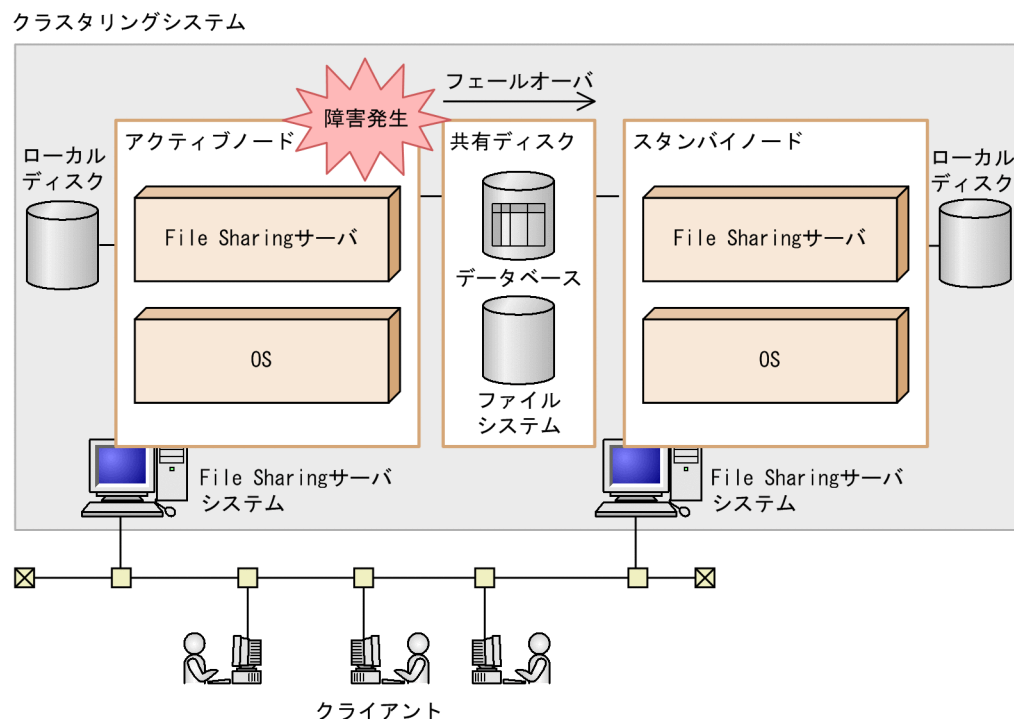 クラスタリングシステム
フェールオーバ
障害発生
アクティブノード
共有ディスク
スタンバイノード
ローカル
ディスク
ローカル
ディスク
File Sharingサーバ
File Sharingサーバ
データベース
OS
OS
ファイル
システム
File Sharingサーバ
システム
File Sharingサーバ
システム
クライアント